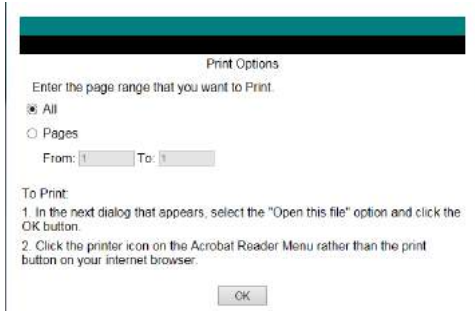 Print Options
Enter the page range that you want to Print.
All
Pages
From: 1 To: 1
To Print:
1. In the next dialog that appears, select the "Open this file" option and click the
OK button.
2. Click the printer icon on the Acrobat Reader Menu rather than the print
button on your internet browser.
OK